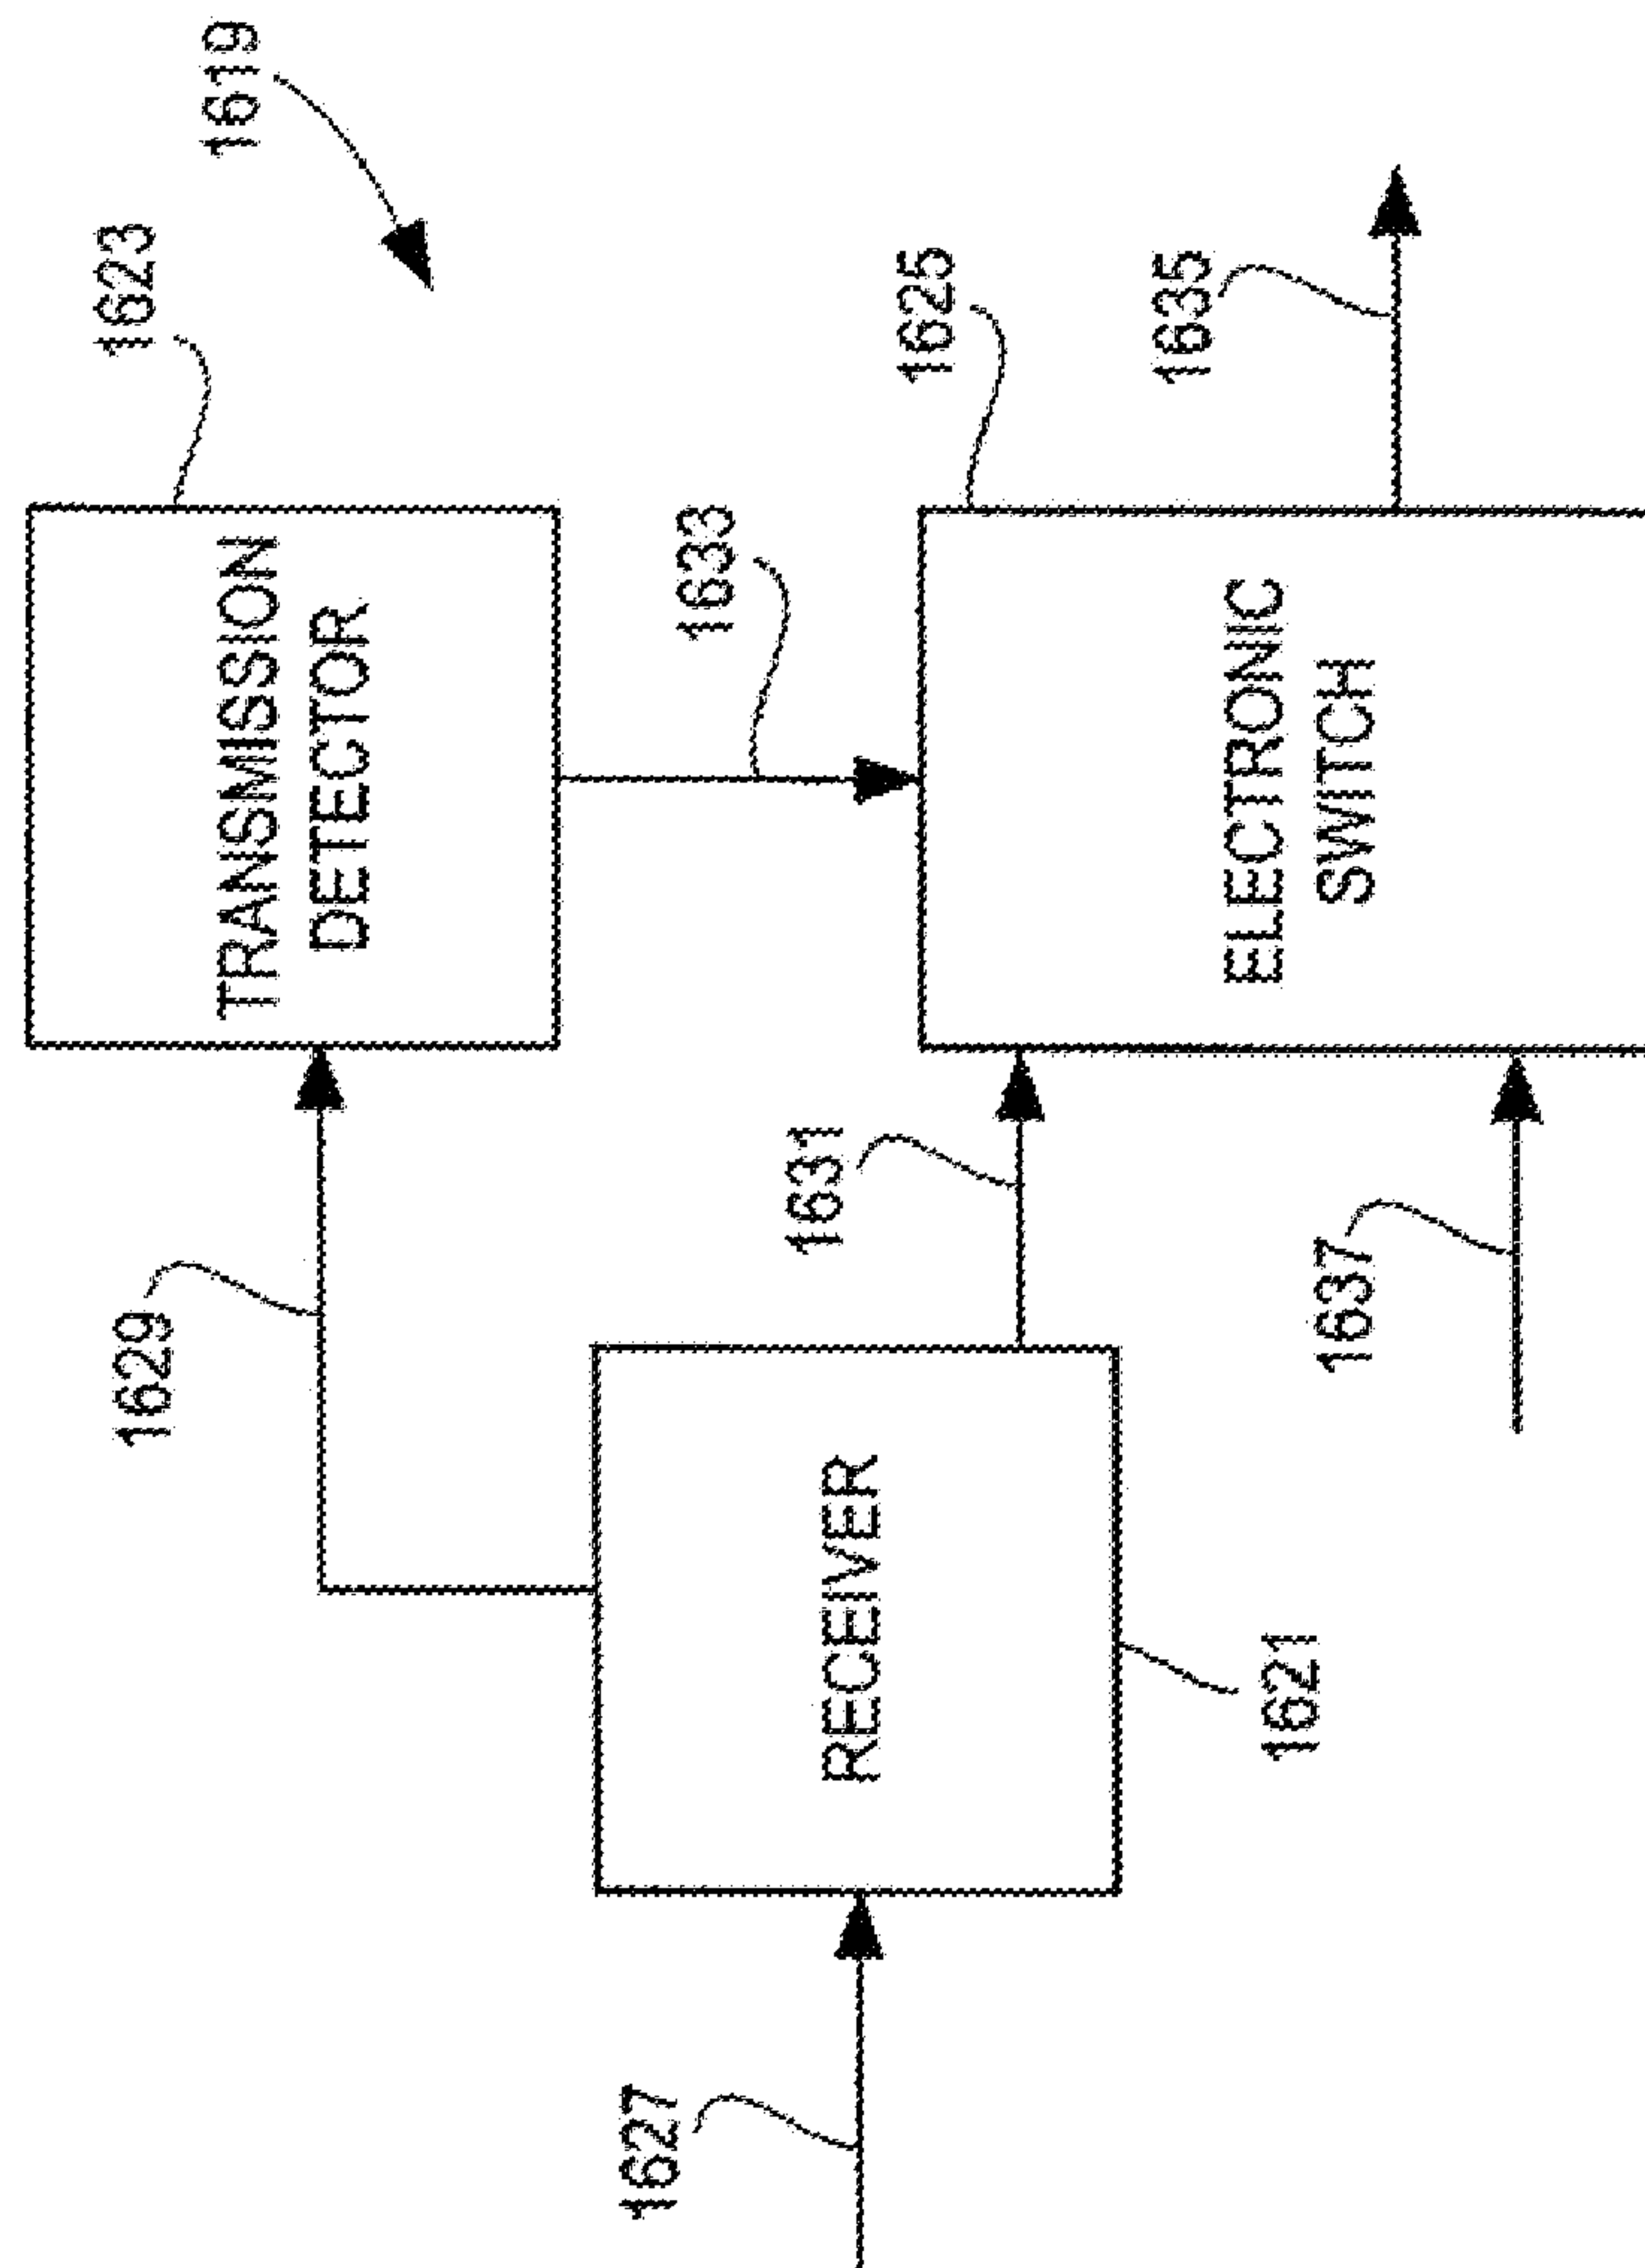 1619
1623
TRANSMISSION
DETECTOR
1629
1633
1625
1635
ELECTRONIC
SWITCH
1631
1637
RECEIVER
1621
1627